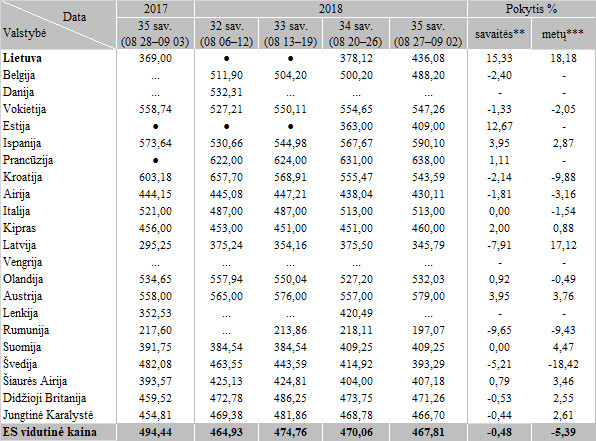 Data 2017 2018 Pokytis %
Valstybė 35 sav. (08 28–09 03) 32 sav. (08 06–12) 33 sav. (08 13–19) 34 sav. (08 20–26) 35 sav. (08 27–09 02) savaitės** metų***
Lietuva 369,00 ● ● 378,12 436,08 15,33 18,18
Belgija ... 511,90 504,20 500,20 488,20 -2,40 -
Danija ... 532,31 ... ... ... - -
Vokietija 558,74 527,21 550,11 554,65 547,26 -1,33 -2,05
Estija ● ● ● 363,00 409,00 12,67 -
Ispanija 573,64 530,66 544,98 567,67 590,10 3,95 2,87
Prancūzija ● 622,00 624,00 631,00 638,00 1,11 -
Kroatija 603,18 657,70 568,91 555,47 543,59 -2,14 -9,88
Airija 444,15 445,08 447,21 438,04 430,11 -1,81 -3,16
Italija 521,00 487,00 487,00 513,00 513,00 0,00 -1,54
Kipras 456,00 453,00 451,00 451,00 460,00 2,00 0,88
Latvija 295,25 375,24 354,16 375,50 345,79 -7,91 17,12
Vengrija ... ... ... ... ... - -
Olandija 534,65 557,94 550,04 527,20 532,03 0,92 -0,49
Austrija 558,00 565,00 576,00 557,00 579,00 3,95 3,76
Lenkija 352,53 ... ... 420,49 ... - -
Rumunija 217,60 ... 213,86 218,11 197,07 -9,65 -9,43
Suomija 391,75 384,54 384,54 409,25 409,25 0,00 4,47
Švedija 482,08 463,55 443,59 414,92 393,29 -5,21 -18,42
Šiaurės Airija 393,57 425,13 424,81 404,00 407,18 0,79 3,46
Didžioji Britanija 459,52 472,78 486,25 473,75 471,26 -0,53 2,55
Jungtinė Karalystė 454,81 469,38 481,86 468,78 466,70 -0,44 2,61
ES vidutinė kaina 494,44 464,93 474,76 470,06 467,81 -0,48 -5,39